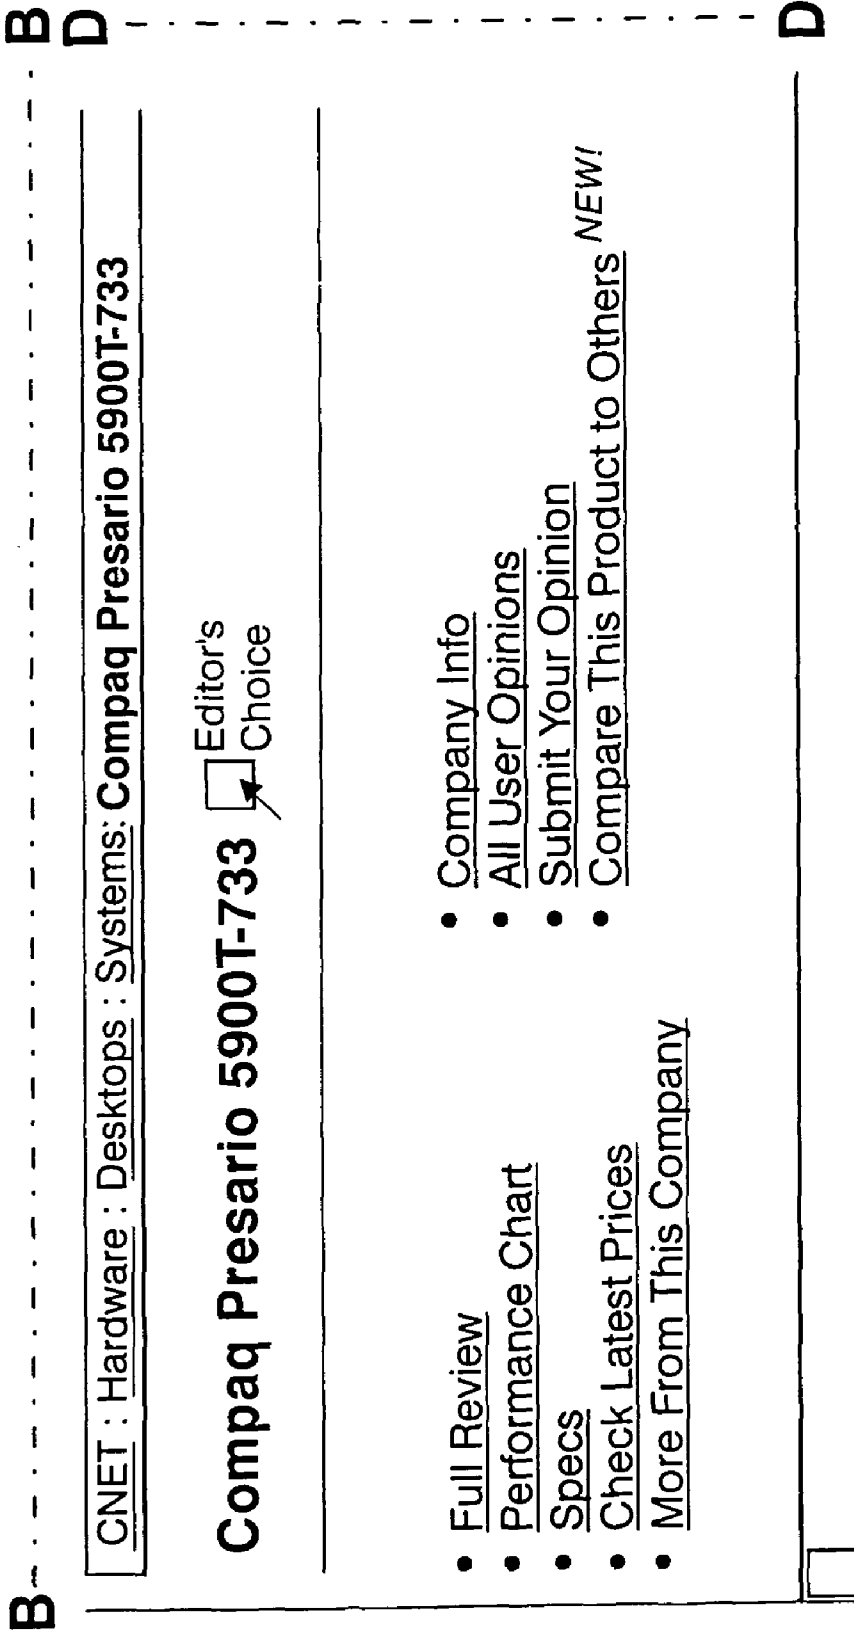 B B
D D
CNET : Hardware : Desktops : Systems: Compaq Presario 5900T-733
Compaq Presario 5900T-733 Editor's
Choice
• Full Review
• Performance Chart
• Specs
• Check Latest Prices
• More From This Company
• Company Info
• All User Opinions
• Submit Your Opinion
• Compare This Product to Others NEW!